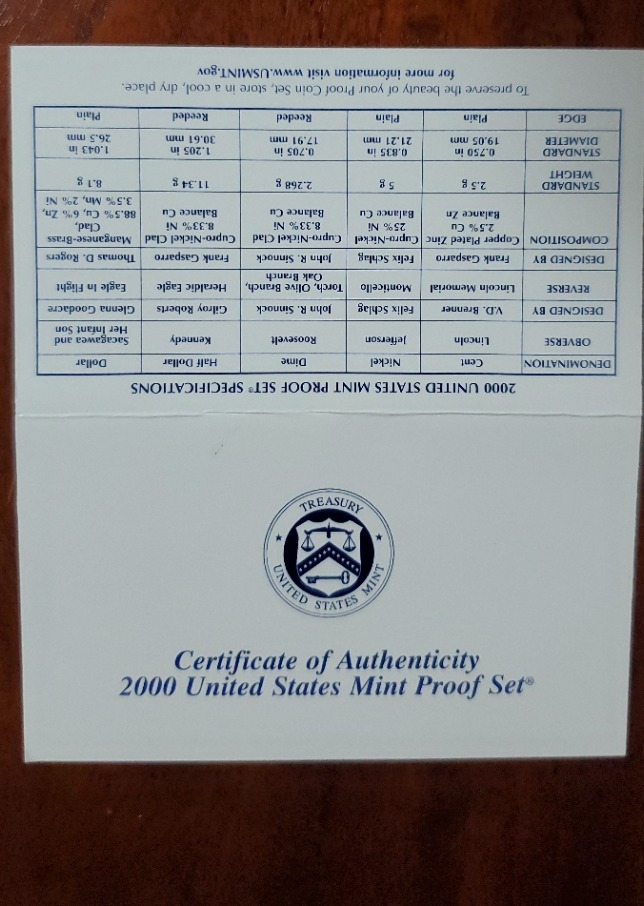 TREASURY
UNITED STATES MINT
Certificate of Authenticity
2000 United States Mint Proof Set®
2000 UNITED STATES MINT PROOF SET® SPECIFICATIONS
DENOMINATION Cent Nickel Dime Half Dollar Dollar
OBVERSE Lincoln Jefferson Roosevelt Kennedy Sacagawea and
Her Infant Son
DESIGNED BY V.D. Brenner Felix Schlag John R. Sinnock Gilroy Roberts Glenna Goodacre
REVERSE Lincoln Memorial Monticello Torch, Olive Branch, Heraldic Eagle Eagle In Flight
Oak Branch
DESIGNED BY Frank Gasparro Felix Schlag John R. Sinnock Frank Gasparro Thomas D. Rogers
COMPOSITION Copper Plated Zinc Cupro-Nickel Cupro-Nickel Clad Cupro-Nickel Clad Manganese-Brass
2.5% Cu 25% Ni 8.33% Ni 8.33% Ni Clad,
Balance Zn Balance Cu Balance Cu Balance Cu 88.5% Cu, 6% Zn,
3.5% Mn, 2% Ni
STANDARD
WEIGHT 2.5 g 5 g 2.268 g 11.34 g 8.1 g
STANDARD 0.750 in 0.835 in 0.705 in 1.205 in 1.043 in
DIAMETER 19.05 mm 21.21 mm 17.91 mm 30.61 mm 26.5 mm
EDGE Plain Plain Reeded Reeded Plain
To preserve the beauty of your Proof Coin Set, store in a cool, dry place.
for more information visit www.USMINT.gov